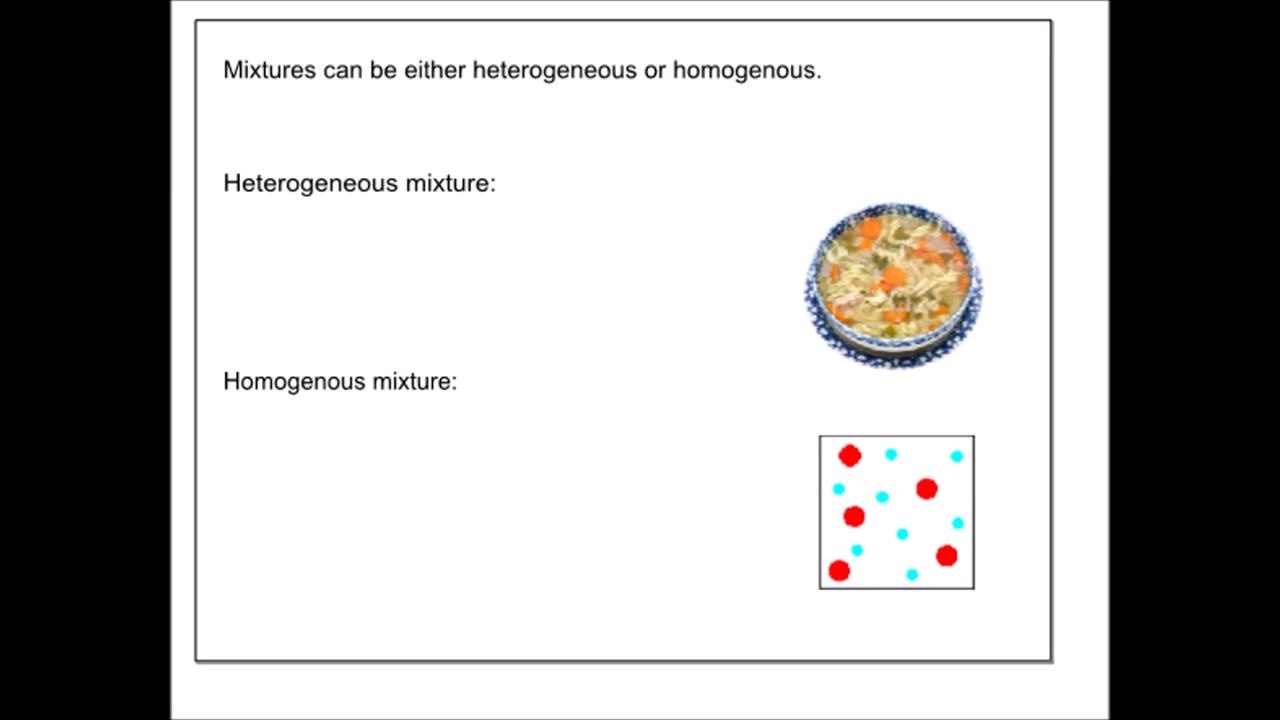 Mixtures can be either heterogeneous or homogenous.
Heterogeneous mixture:
Homogenous mixture: